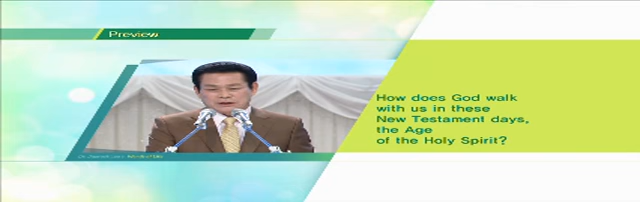 Preview
How does God walk
with us in these
New Testament days,
the Age
of the Holy Spirit?